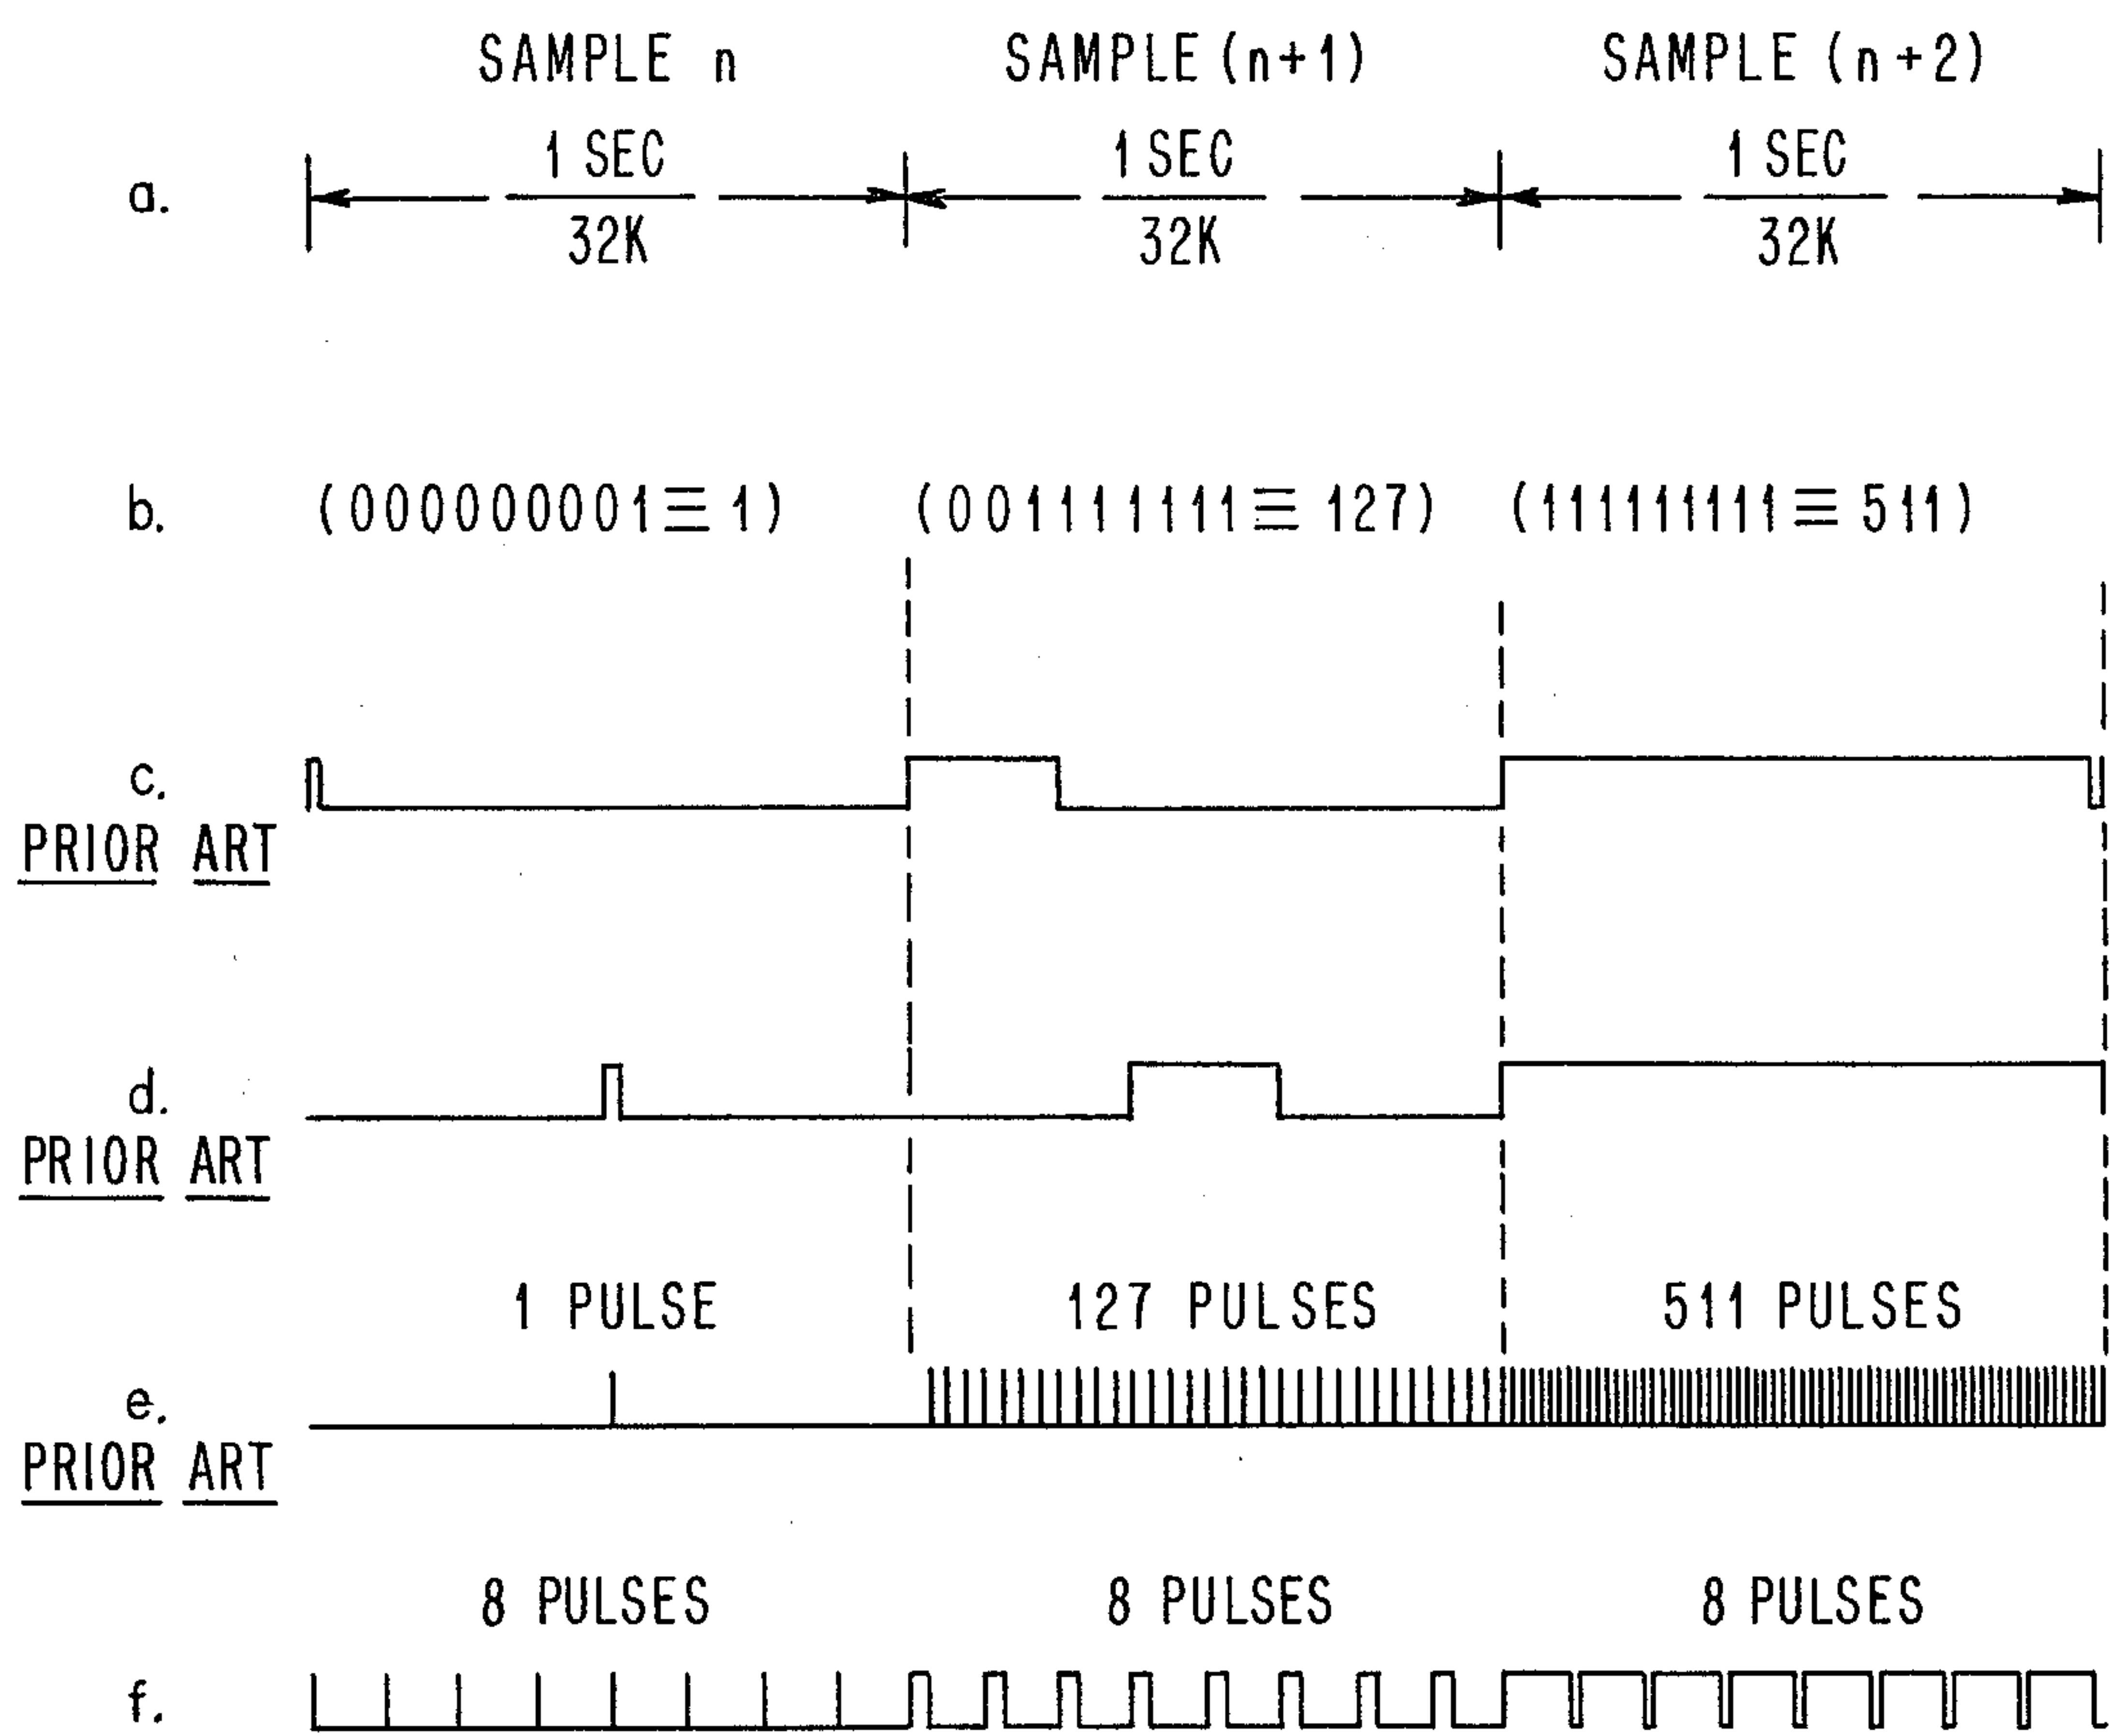 SAMPLE n SAMPLE (n+1) SAMPLE (n+2)
a. 1 SEC 1 SEC 1 SEC
32K 32K 32K
b. (000000001≡1) (001111111≡127) (111111111≡511)
c.
PRIOR ART
d.
PRIOR ART
1 PULSE 127 PULSES 511 PULSES
e.
PRIOR ART
8 PULSES 8 PULSES 8 PULSES
f.